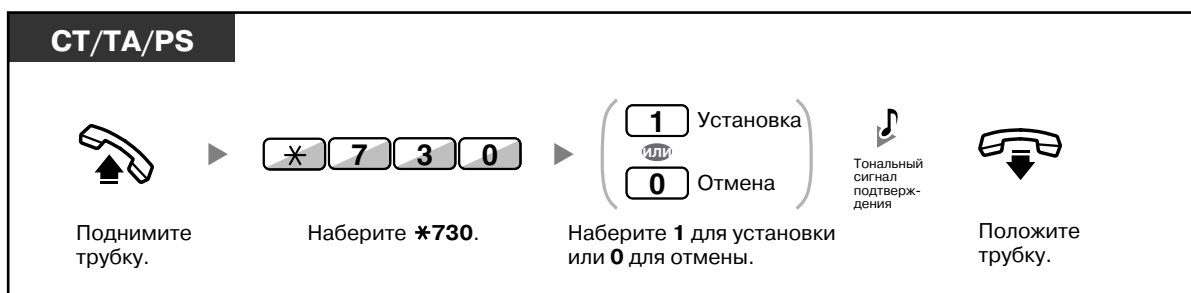 CT/TA/PS
1 Установка
или
0 Отмена
✳ 7 3 0
Тональный
сигнал
подтверж-
дения
Поднимите
трубку.
Наберите ✳730.
Наберите 1 для установки
или 0 для отмены.
Положите
трубку.